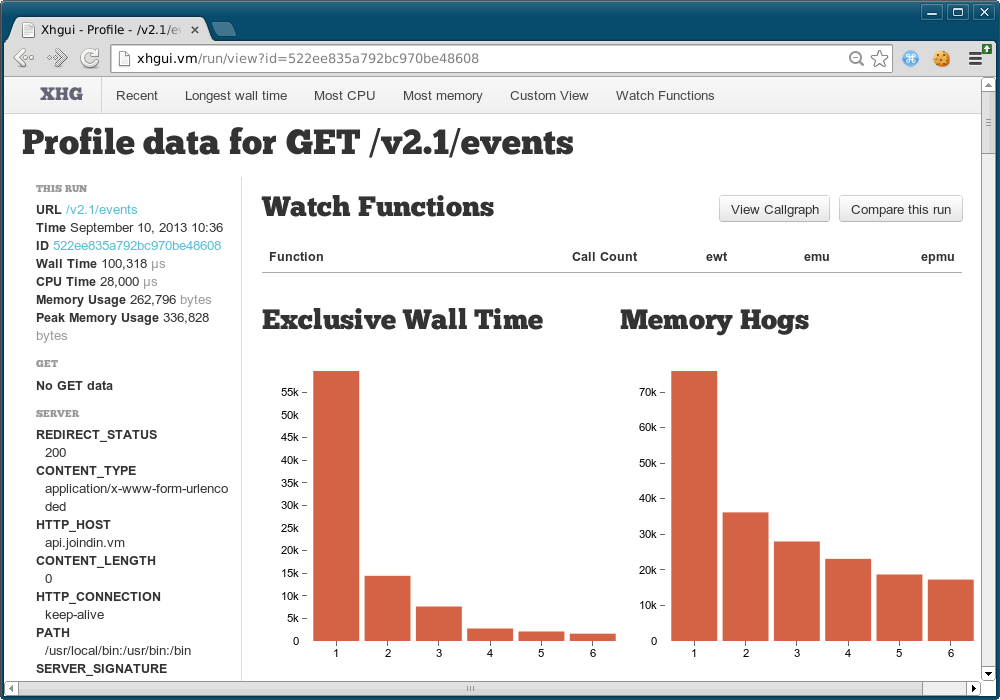 Xhgui - Profile - /v2.1/ev
xhgui.vm/run/view?id=522ee835a792bc970be48608
XHG
Recent
Longest wall time
Most CPU
Most memory
Custom View
Watch Functions
Profile data for GET /v2.1/events
THIS RUN
URL /v2.1/events
Time September 10, 2013 10:36
ID 522ee835a792bc970be48608
Wall Time 100,318 µs
CPU Time 28,000 µs
Memory Usage 262,796 bytes
Peak Memory Usage 336,828
bytes
GET
No GET data
SERVER
REDIRECT_STATUS
200
CONTENT_TYPE
application/x-www-form-urlenco
ded
HTTP_HOST
api.joindin.vm
CONTENT_LENGTH
0
HTTP_CONNECTION
keep-alive
PATH
/usr/local/bin:/usr/bin:/bin
SERVER_SIGNATURE
Watch Functions
View Callgraph
Compare this run
Function Call Count ewt emu epmu
Exclusive Wall Time
55k
50k
45k
40k
35k
30k
25k
20k
15k
10k
5k
0
1 2 3 4 5 6
Memory Hogs
70k
60k
50k
40k
30k
20k
10k
0
1 2 3 4 5 6